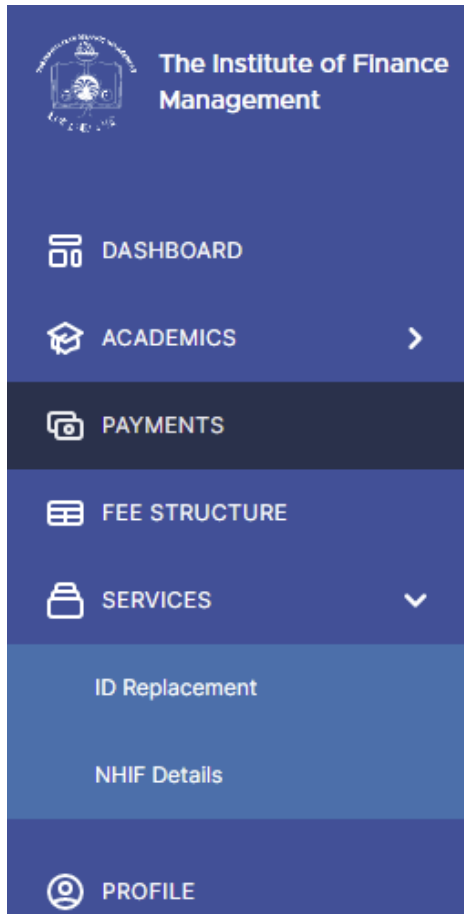 The Institute of Finance
Management
DASHBOARD
ACADEMICS
PAYMENTS
FEE STRUCTURE
SERVICES
ID Replacement
NHIF Details
PROFILE